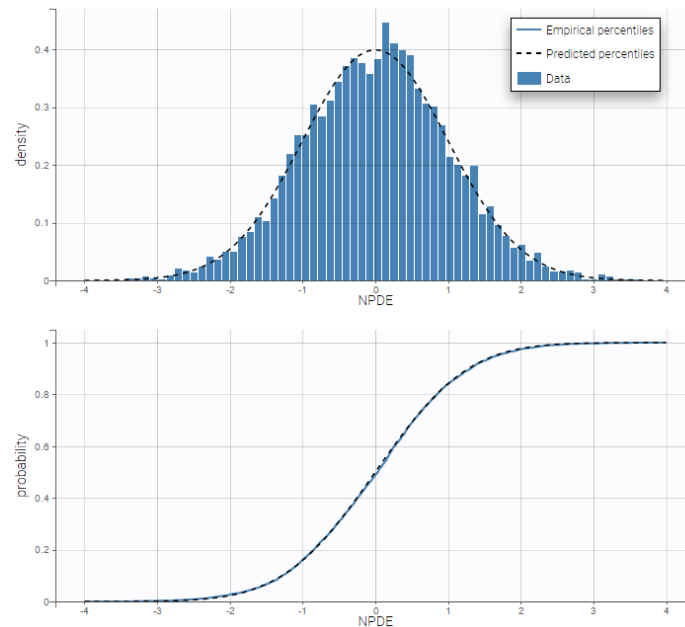 Empirical percentiles
Predicted percentiles
Data
density
0.4
0.3
0.2
0.1
0
-4 -3 -2 -1 0 1 2 3 4
NPDE
probability
1
0.8
0.6
0.4
0.2
0
-4 -3 -2 -1 0 1 2 3 4
NPDE